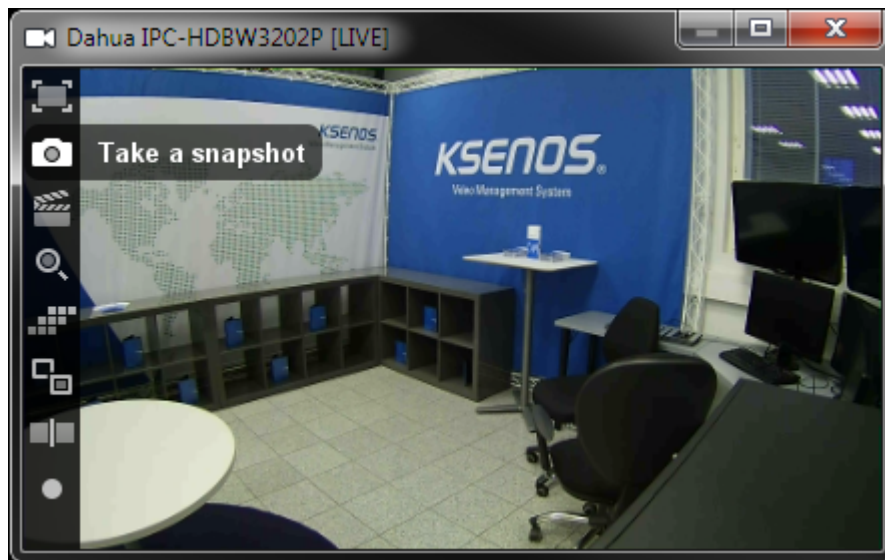 Dahua IPC-HDBW3202P [LIVE]
Take a snapshot
KSENOS
KSENOS®
Video Management System